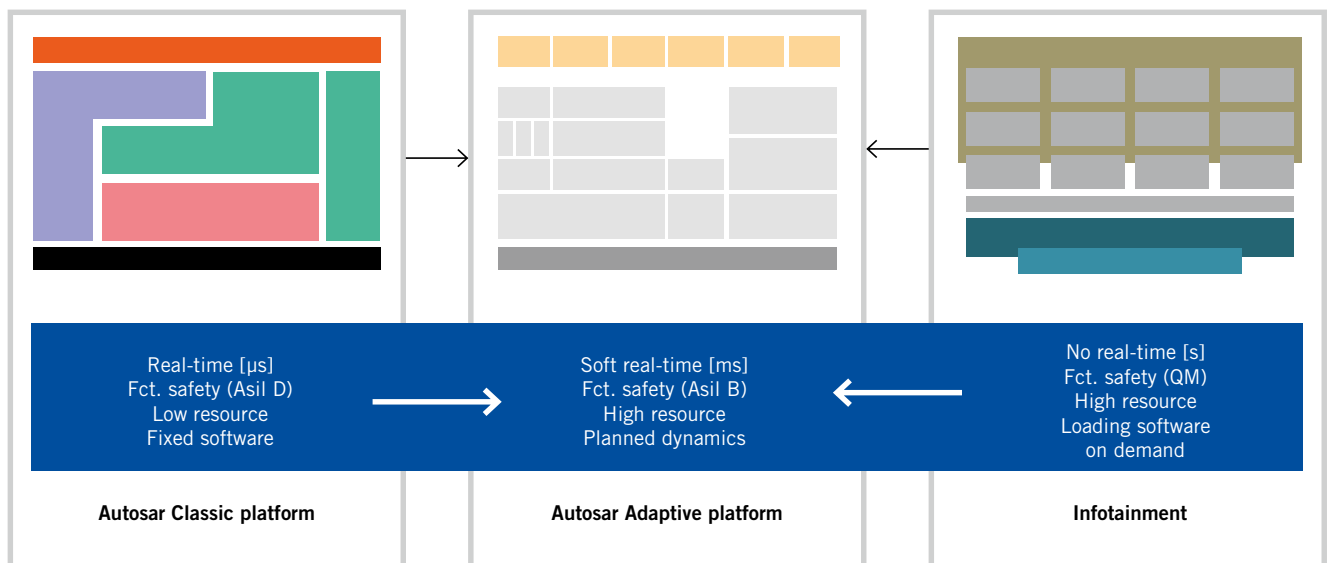 Real-time [µs]
Fct. safety (Asil D)
Low resource
Fixed software
Soft real-time [ms]
Fct. safety (Asil B)
High resource
Planned dynamics
No real-time [s]
Fct. safety (QM)
High resource
Loading software
on demand
Autosar Classic platform
Autosar Adaptive platform
Infotainment